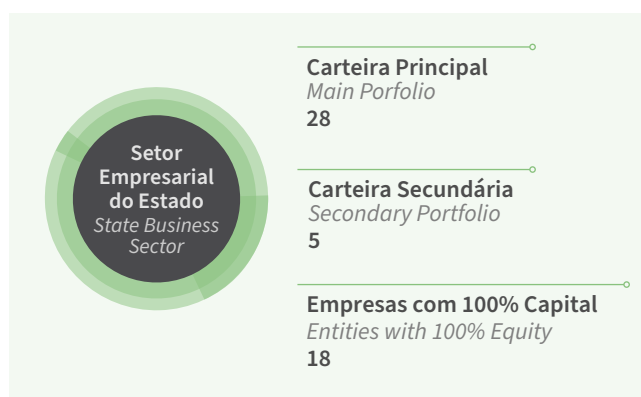 Setor
Empresarial
do Estado
State Business
Sector
Carteira Principal
Main Porfolio
28
Carteira Secundária
Secondary Portfolio
5
Empresas com 100% Capital
Entities with 100% Equity
18